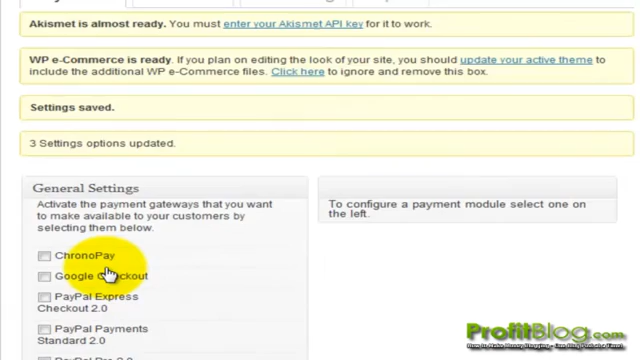 Akismet is almost ready. You must enter your Akismet API key for it to work.
WP e-Commerce is ready. If you plan on editing the look of your site, you should update your active theme to include the additional WP e-Commerce files. Click here to ignore and remove this box.
Settings saved.
3 Settings options updated.
General Settings
Activate the payment gateways that you want
to make available to your customers by
selecting them below.
To configure a payment module select one on
the left.
ChronoPay
Google Checkout
PayPal Express
Checkout 2.0
PayPal Payments
Standard 2.0
ProfitBlog.com